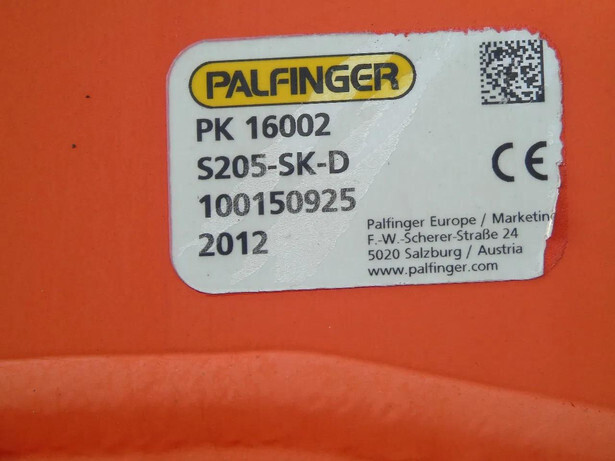 PALFINGER
PK 16002
S205-SK-D
100150925
2012
CE
Palfinger Europe / Marketing
F.-W.-Scherer-Straße 24
5020 Salzburg / Austria
www.palfinger.com